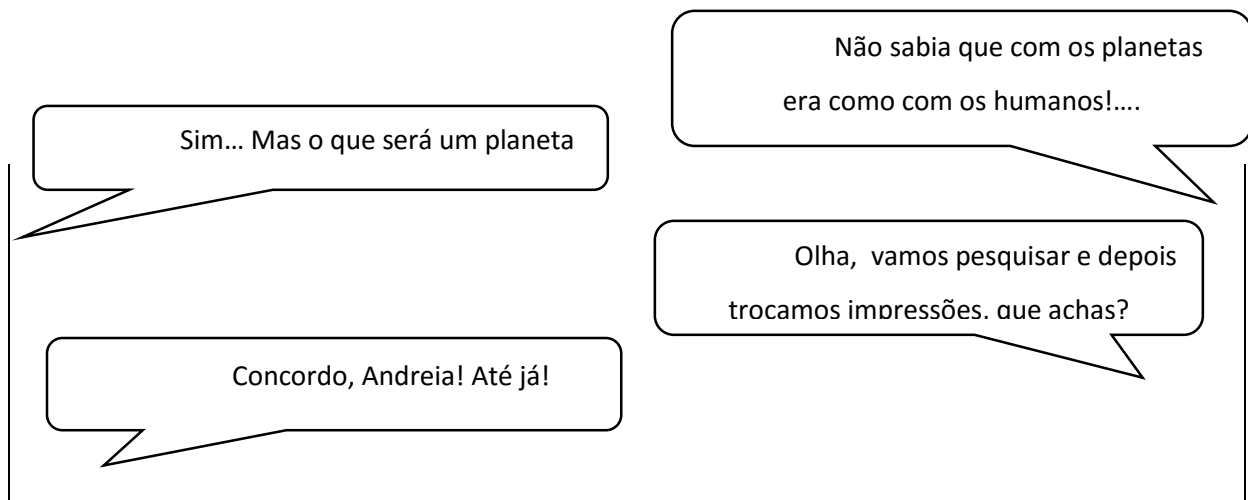 Não sabia que com os planetas
era como com os humanos!....
Sim... Mas o que será um planeta
Olha, vamos pesquisar e depois
trocamos impressões, que achas?
Concordo, Andreia! Até já!